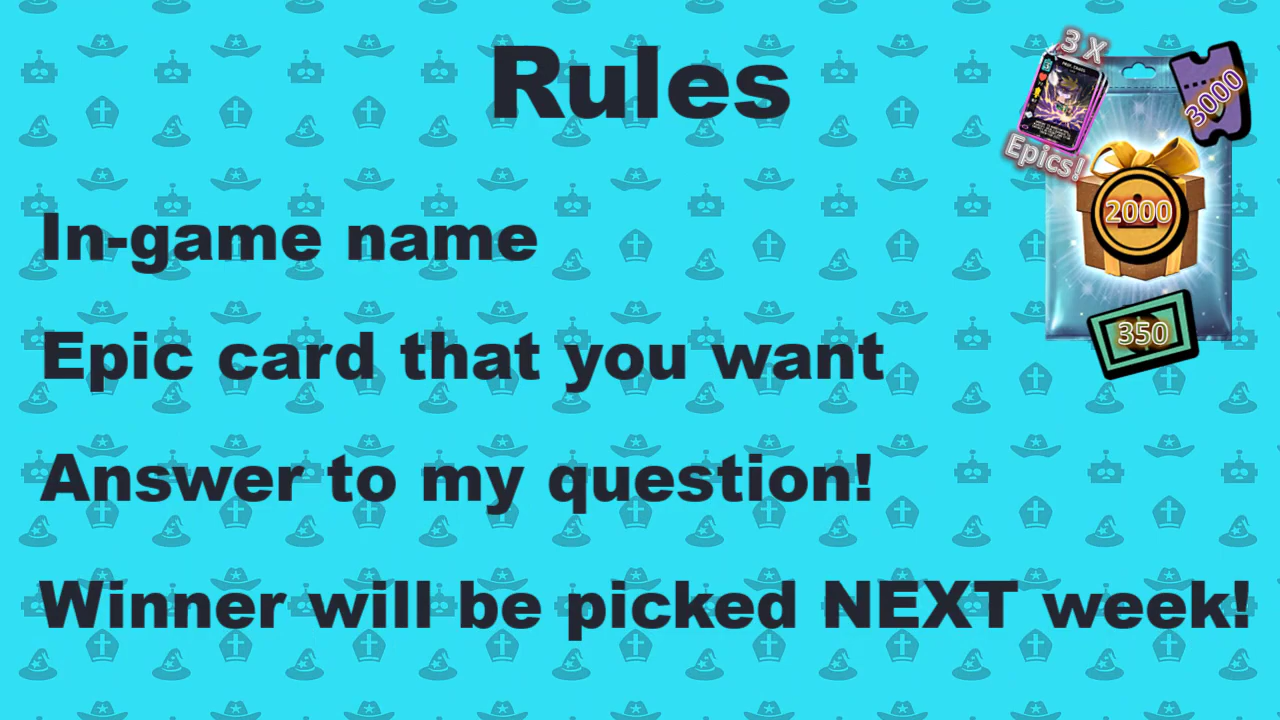 Rules
3 X
Epics!
3000
2000
350
In-game name
Epic card that you want
Answer to my question!
Winner will be picked NEXT week!